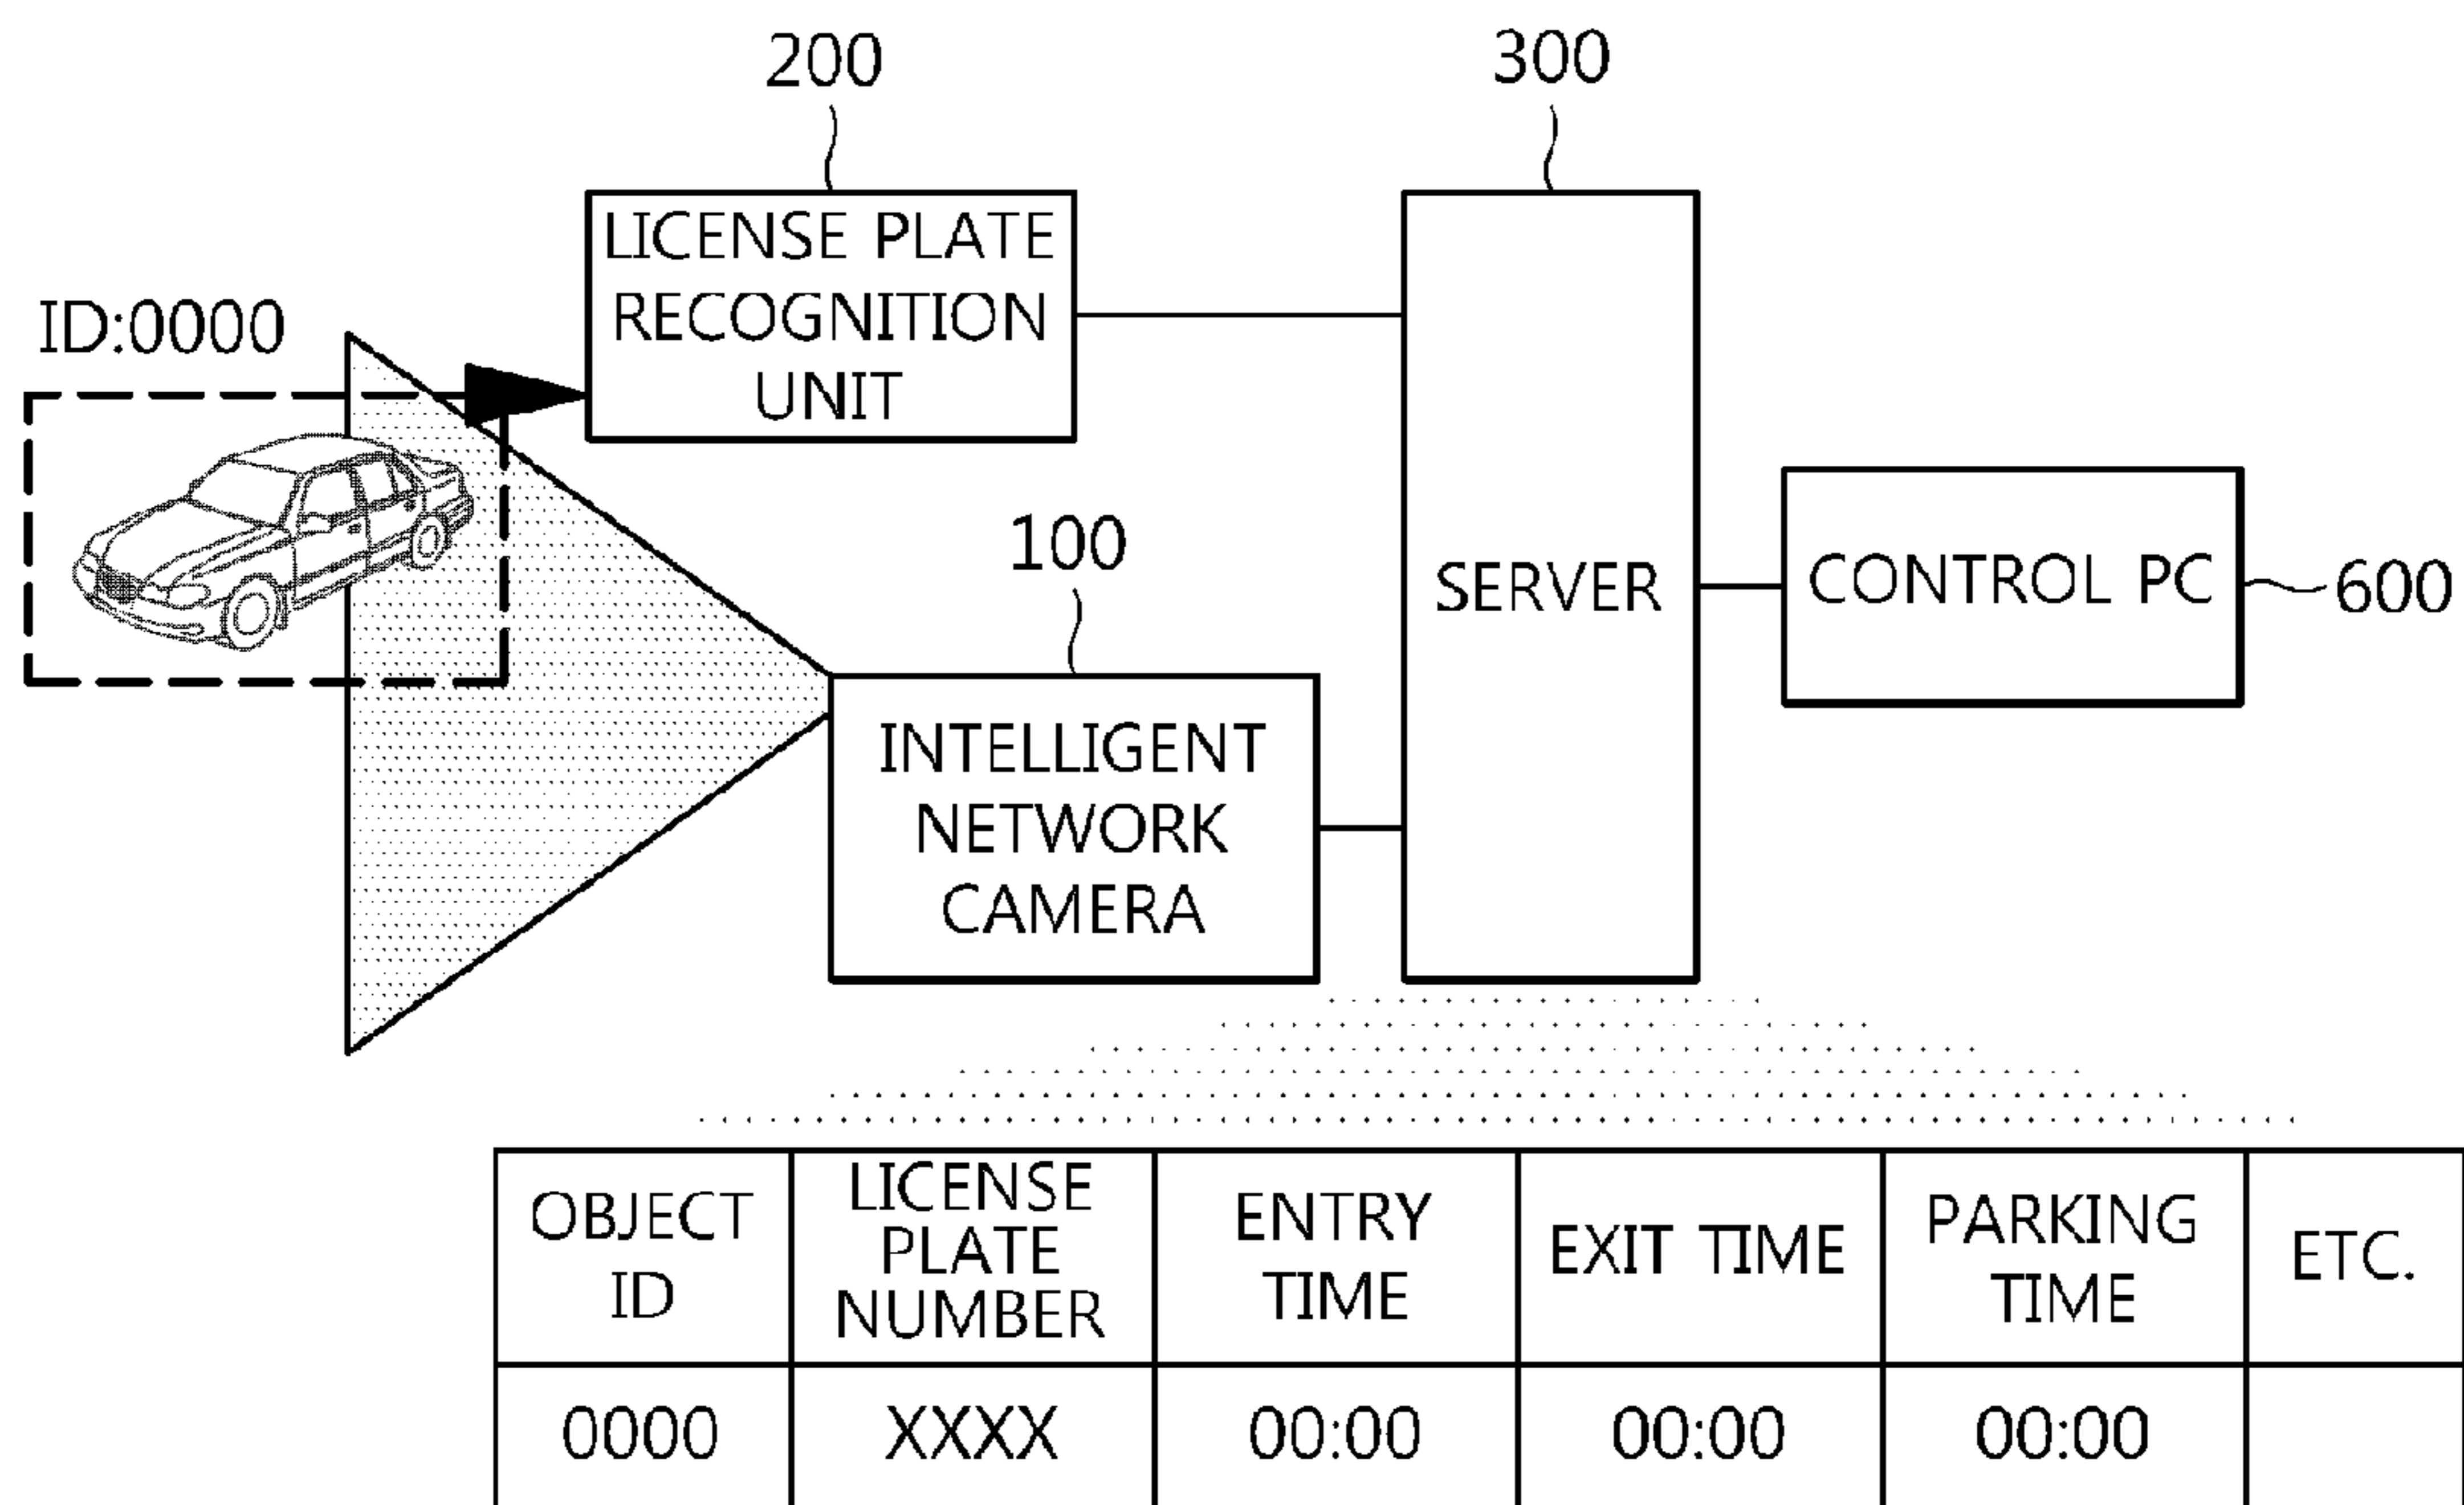 200
300
LICENSE PLATE
RECOGNITION
UNIT
ID:0000
100
SERVER
CONTROL PC
600
INTELLIGENT
NETWORK
CAMERA
OBJECT
ID
LICENSE
PLATE
NUMBER
ENTRY
TIME
EXIT TIME
PARKING
TIME
ETC.
0000
XXXX
00:00
00:00
00:00